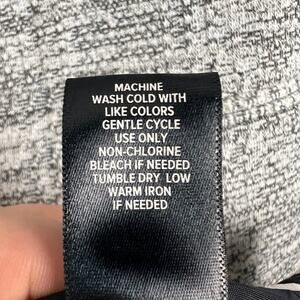 MACHINE
WASH COLD WITH
LIKE COLORS
GENTLE CYCLE
USE ONLY
NON-CHLORINE
BLEACH IF NEEDED
TUMBLE DRY LOW
WARM IRON
IF NEEDED